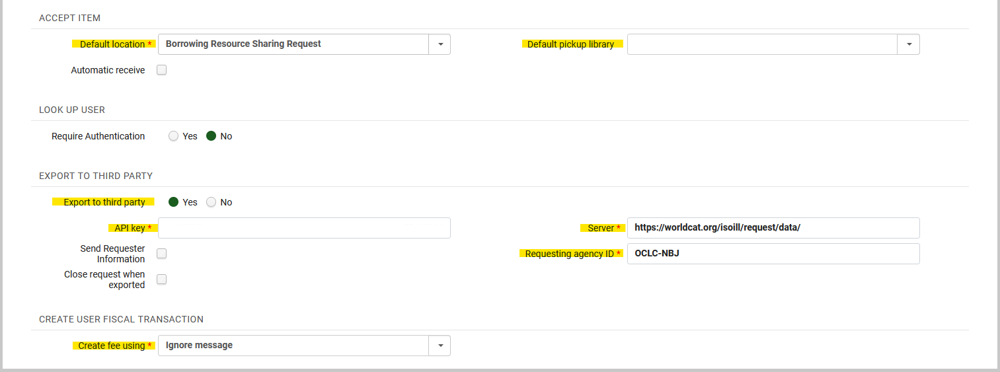 ACCEPT ITEM
Default location * Borrowing Resource Sharing Request Default pickup library
Automatic receive
LOOK UP USER
Require Authentication Yes No
EXPORT TO THIRD PARTY
Export to third party Yes No
API key * Server * https://worldcat.org/isoill/request/data/
Send Requester
Information
Requesting agency ID * OCLC-NBJ
Close request when
exported
CREATE USER FISCAL TRANSACTION
Create fee using * Ignore message